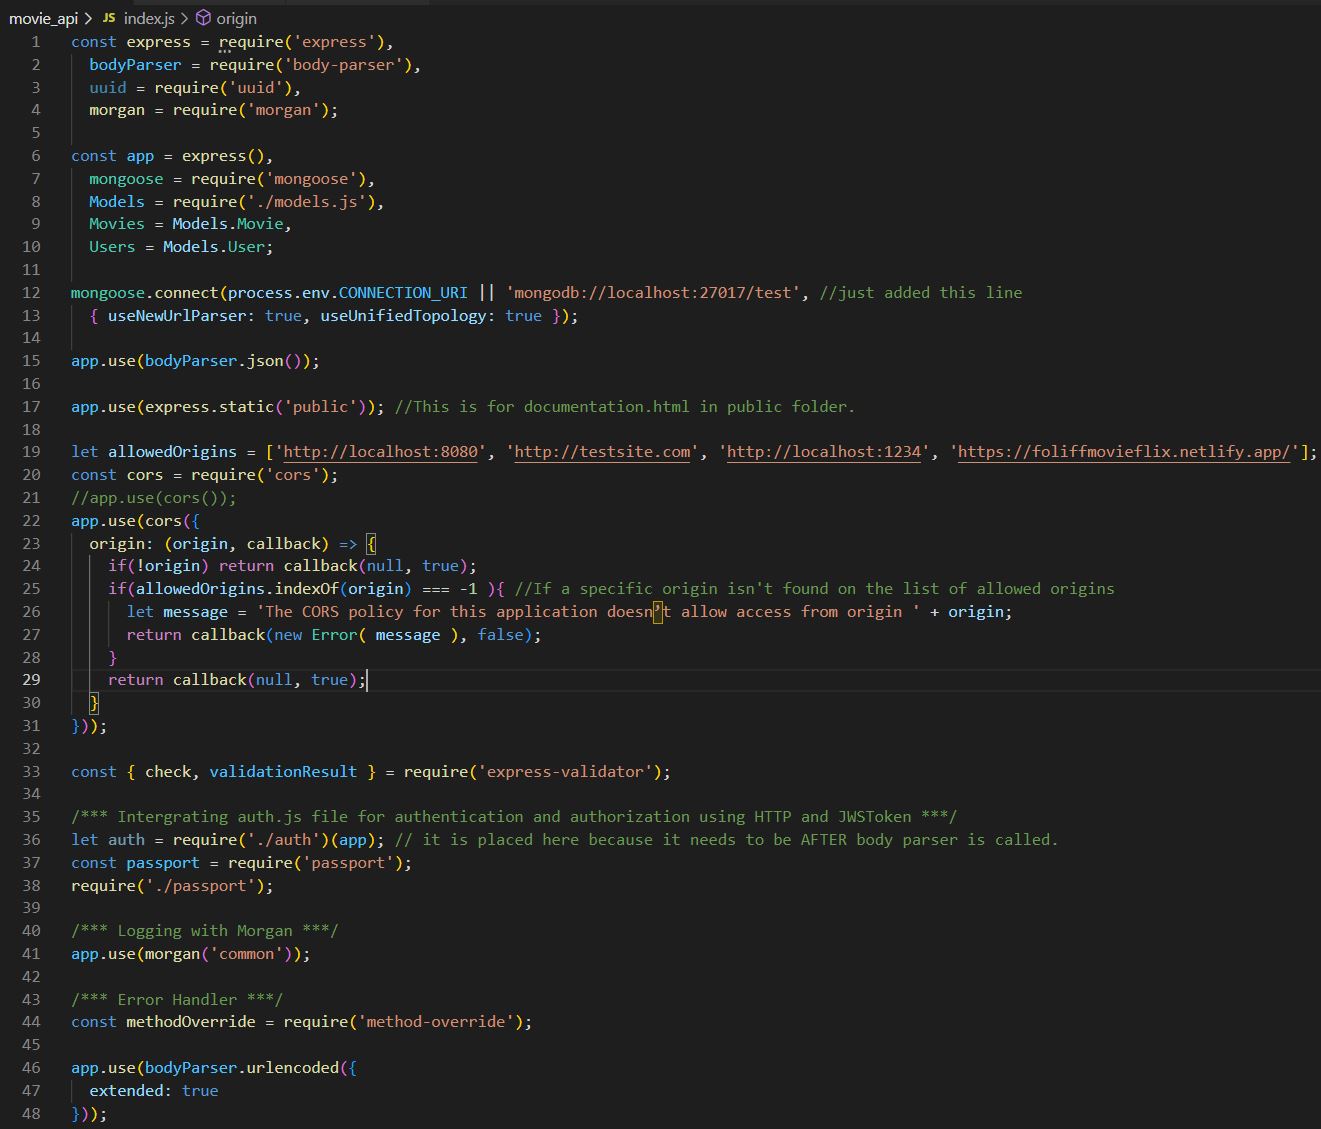 movie_api > JS index.js > origin
1 const express = require('express'),
2 bodyParser = require('body-parser'),
3 uuid = require('uuid'),
4 morgan = require('morgan');
5
6 const app = express(),
7 mongoose = require('mongoose'),
8 Models = require('./models.js'),
9 Movies = Models.Movie,
10 Users = Models.User;
11
12 mongoose.connect(process.env.CONNECTION_URI || 'mongodb://localhost:27017/test', //just added this line
13 { useNewUrlParser: true, useUnifiedTopology: true });
14
15 app.use(bodyParser.json());
16
17 app.use(express.static('public')); //This is for documentation.html in public folder.
18
19 let allowedOrigins = ['http://localhost:8080', 'http://testsite.com', 'http://localhost:1234', 'https://foliffmovieflix.netlify.app/'];
20 const cors = require('cors');
21 //app.use(cors());
22 app.use(cors({
23 origin: (origin, callback) => {
24 if(!origin) return callback(null, true);
25 if(allowedOrigins.indexOf(origin) === -1 ){ //If a specific origin isn't found on the list of allowed origins
26 let message = 'The CORS policy for this application doesn’t allow access from origin ' + origin;
27 return callback(new Error( message ), false);
28 }
29 return callback(null, true);
30 }
31 }));
32
33 const { check, validationResult } = require('express-validator');
34
35 /*** Intergrating auth.js file for authentication and authorization using HTTP and JWSToken ***/
36 let auth = require('./auth')(app); // it is placed here because it needs to be AFTER body parser is called.
37 const passport = require('passport');
38 require('./passport');
39
40 /*** Logging with Morgan ***/
41 app.use(morgan('common'));
42
43 /*** Error Handler ***/
44 const methodOverride = require('method-override');
45
46 app.use(bodyParser.urlencoded({
47 extended: true
48 }));